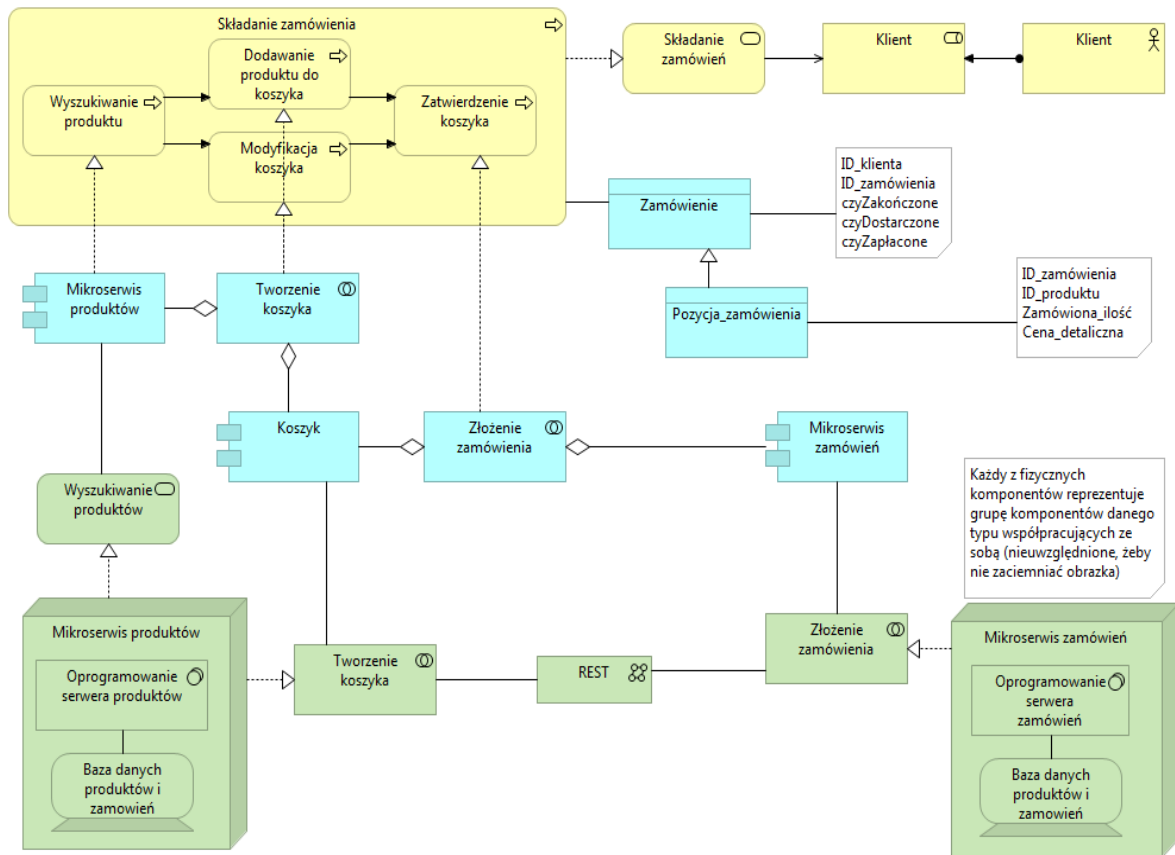 Składanie zamówienia
Dodawanie
produktu do
koszyka
Wyszukiwanie
produktu
Zatwierdzenie
koszyka
Modyfikacja
koszyka
Składanie
zamówień
Klient
Klient
Zamówienie
ID_klienta
ID_zamówienia
czyZakończone
czyDostarczone
czyZapłacone
Pozycja_zamówienia
ID_zamówienia
ID_produktu
Zamówiona_ilość
Cena_detaliczna
Mikroserwis
produktów
Tworzenie
koszyka
Koszyk
Złożenie
zamówienia
Mikroserwis
zamówień
Wyszukiwanie
produktów
Każdy z fizycznych
komponentów reprezentuje
grupę komponentów danego
typu współpracujących ze
sobą (nieuwzględnione, żeby
nie zaciemniać obrazka)
Mikroserwis produktów
Oprogramowanie
serwera produktów
Baza danych
produktów i
zamowień
Tworzenie
koszyka
REST
Złożenie
zamówienia
Mikroserwis zamówień
Oprogramowanie
serwera
zamówień
Baza danych
produktów i
zamowień